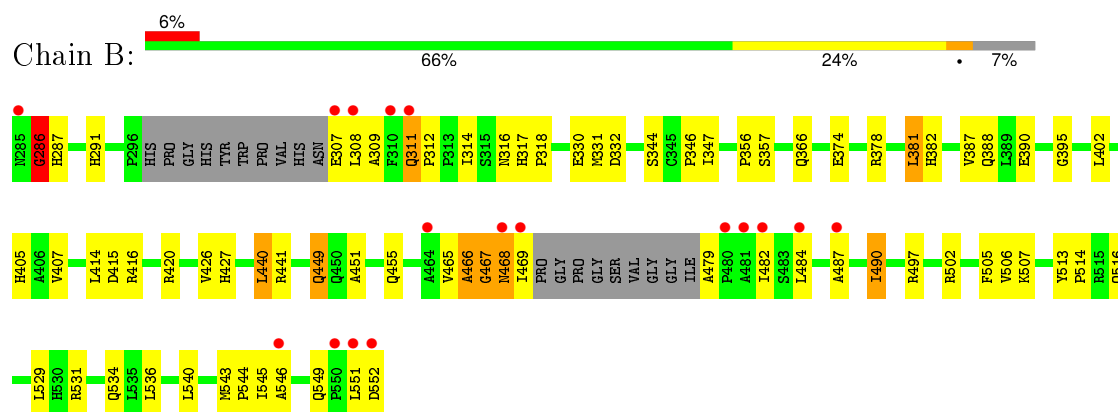 6%
Chain B:
66% 24% • 7%
N285 G286 H287 H291 P296 HIS PRO GLY HIS TYR TRP PRO VAL HIS ASN E307 L308 A309 F310 Q311 P312 P313 I314 S315 N316 H317 P318 E330 M331 D332 S344 C345 P346 I347 P356 S357 Q366 E374 R378 L381 H382 V387 Q388 L389 E390 G395 L402
H405 A406 V407 L414 D415 R416 R420 V426 H427 L440 R441 Q449 Q450 A451 Q455 A464 V465 A466 G467 N468 I469 PRO GLY PRO GLY SER VAL GLY GLY ILE A479 P480 A481 I482 S483 L484 A487 I490 R497 R502 F505 V506 K507 Y513 P514 R515 Q516
L529 H530 R531 Q534 L535 L536 L540 M543 P544 I545 A546 Q549 P550 L551 D552